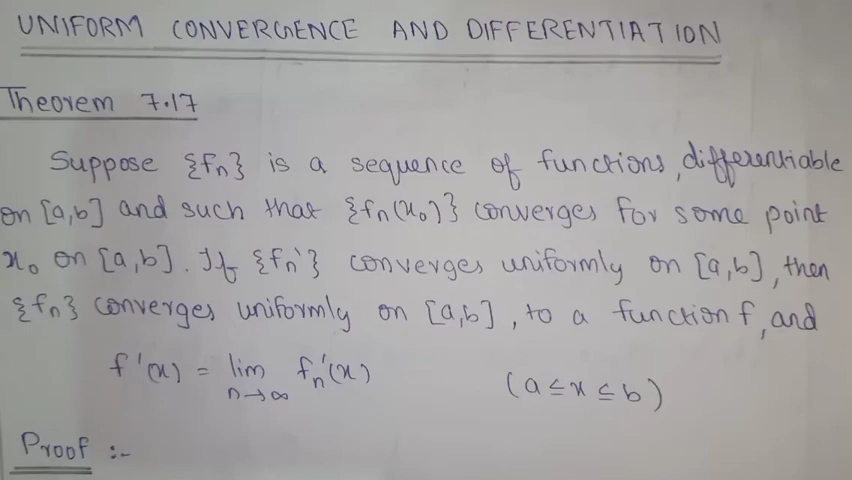 UNIFORM CONVERGENCE AND DIFFERENTIATION
Theorem 7.17
Suppose {fn} is a sequence of functions, differentiable
on [a,b] and such that {fn(x₀)} converges for some point
x₀ on [a,b]. If {fn'} converges uniformly on [a,b], then
{fn} converges uniformly on [a,b], to a function f, and
f'(x) = lim n→∞ fn'(x) (a ≤ x ≤ b)
Proof :-